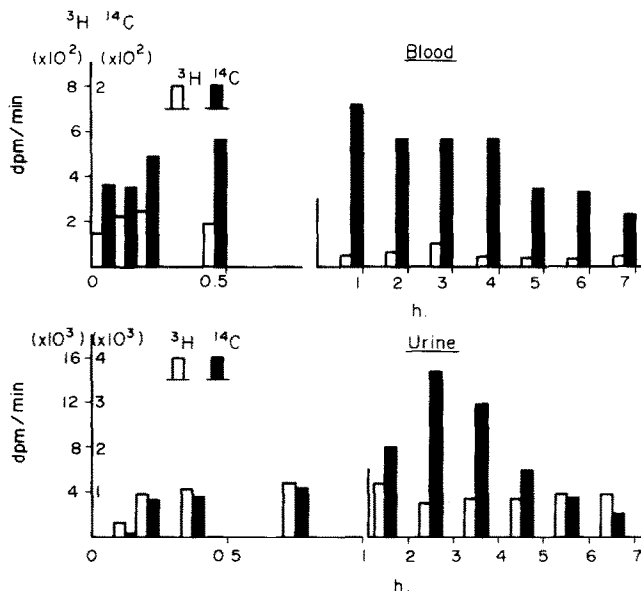 ³H ¹⁴C
(x10²) (x10²)
Blood
³H ¹⁴C
8 2
6
4
2
dpm/min
0 0.5 1 2 3 4 5 6 7
h.
(x10³) (x10³)
Urine
³H ¹⁴C
16 4
12 3
8 2
4 1
dpm/min
0 0.5 1 2 3 4 5 6 7
h.